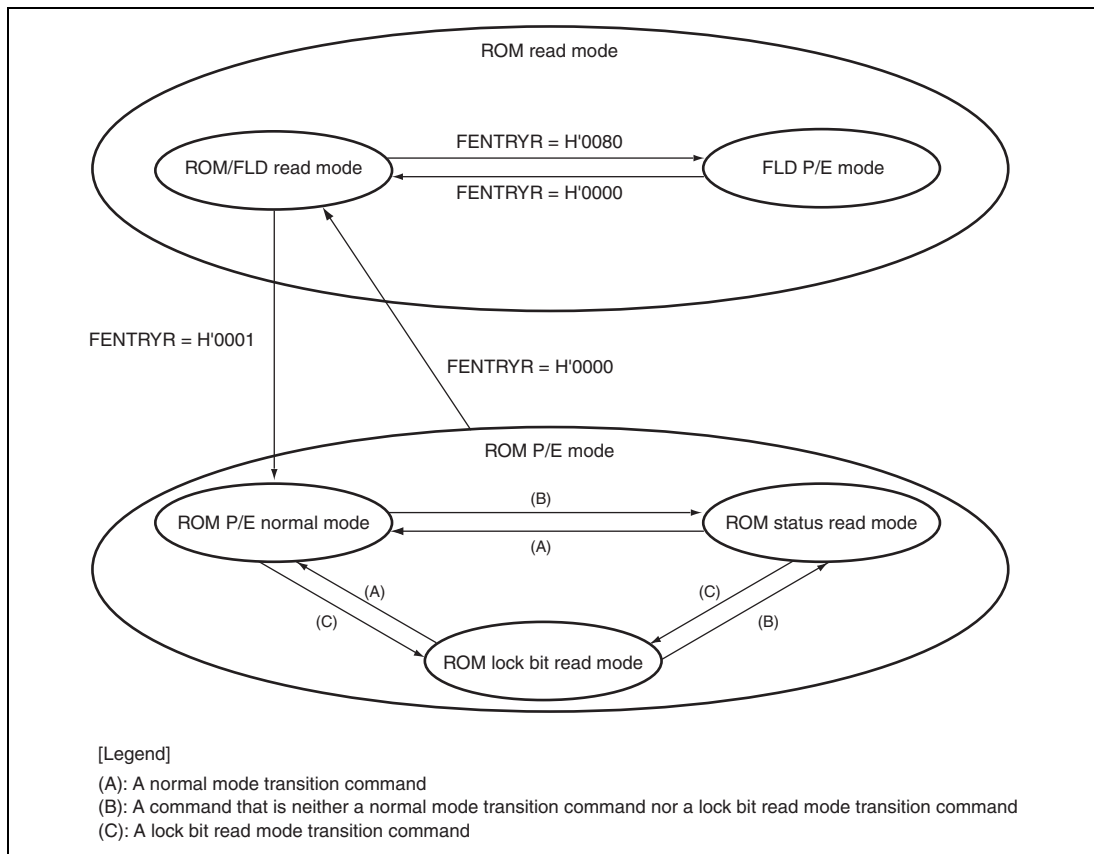 ROM read mode
FENTRYR = H'0080
ROM/FLD read mode
FLD P/E mode
FENTRYR = H'0000
FENTRYR = H'0001
FENTRYR = H'0000
ROM P/E mode
(B)
ROM P/E normal mode
ROM status read mode
(A)
(A)
(C)
(C)
(B)
ROM lock bit read mode
[Legend]
(A): A normal mode transition command
(B): A command that is neither a normal mode transition command nor a lock bit read mode transition command
(C): A lock bit read mode transition command